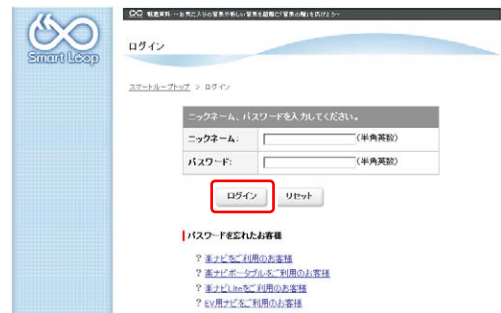 Smart Loop
ログイン
スマートループトップ > ログイン
ニックネーム、パスワードを入力してください。
ニックネーム: (半角英数)
パスワード: (半角英数)
ログイン リセット
パスワードを忘れたお客様
? 楽ナビをご利用のお客様
? 楽ナビポータブルをご利用のお客様
? 楽ナビLiteをご利用のお客様
? EV用ナビをご利用のお客様